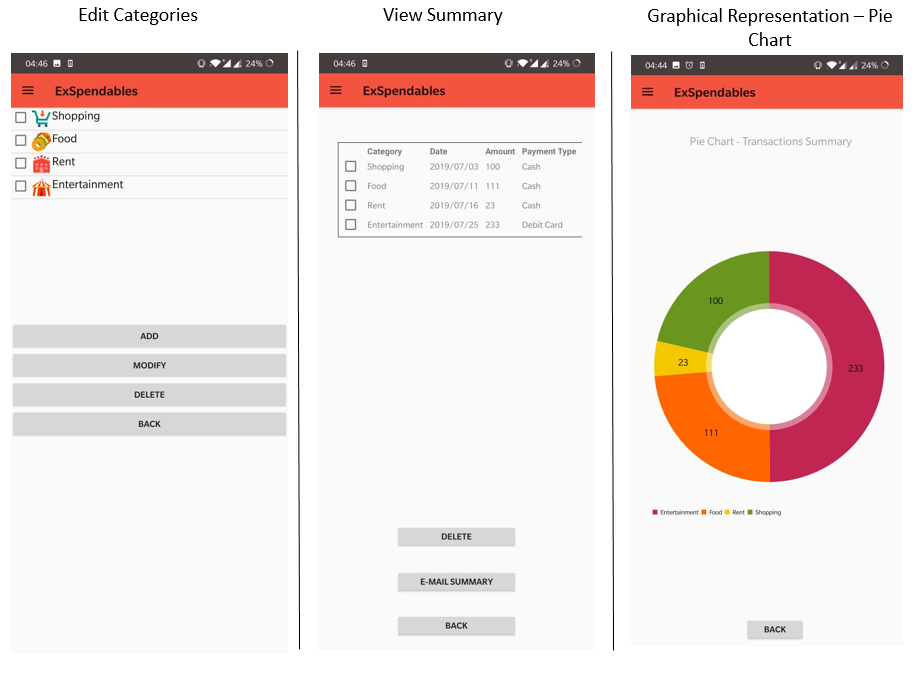 Edit Categories
04:46 24%
ExSpendables
Shopping
Food
Rent
Entertainment
ADD
MODIFY
DELETE
BACK
View Summary
04:46 24%
ExSpendables
Category Date Amount Payment Type
Shopping 2019/07/03 100 Cash
Food 2019/07/11 111 Cash
Rent 2019/07/16 23 Cash
Entertainment 2019/07/25 233 Debit Card
DELETE
E-MAIL SUMMARY
BACK
Graphical Representation – Pie
Chart
04:44 24%
ExSpendables
Pie Chart - Transactions Summary
100
23
233
111
Entertainment Food Rent Shopping
BACK